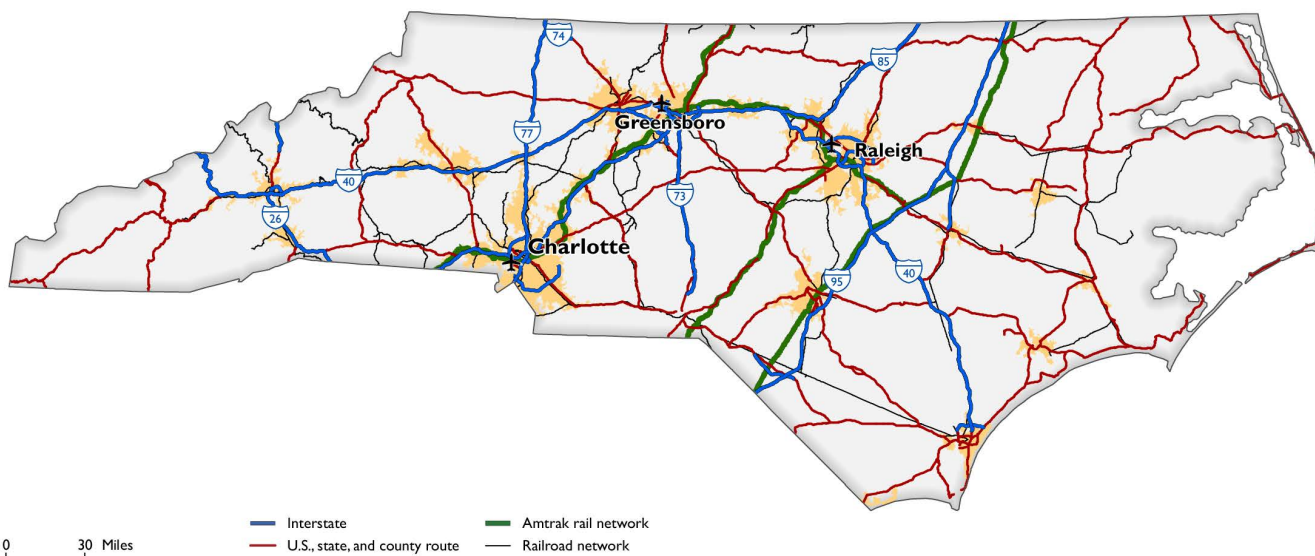 74
85
77
Greensboro
Raleigh
40
73
26
Charlotte
95
40
Interstate
Amtrak rail network
0 30 Miles
U.S., state, and county route
Railroad network